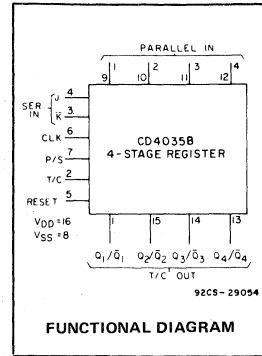 PARALLEL IN
1 2 3 4
9 10 11 12
SER IN
J 4
K̅ 3
CLK 6
P/S 7
T/C 2
RESET 5
CD4035B
4-STAGE REGISTER
VDD =16
VSS =8
1 15 14 13
Q1/Q̅1 Q2/Q̅2 Q3/Q̅3 Q4/Q̅4
T/C OUT
92CS-29054
FUNCTIONAL DIAGRAM